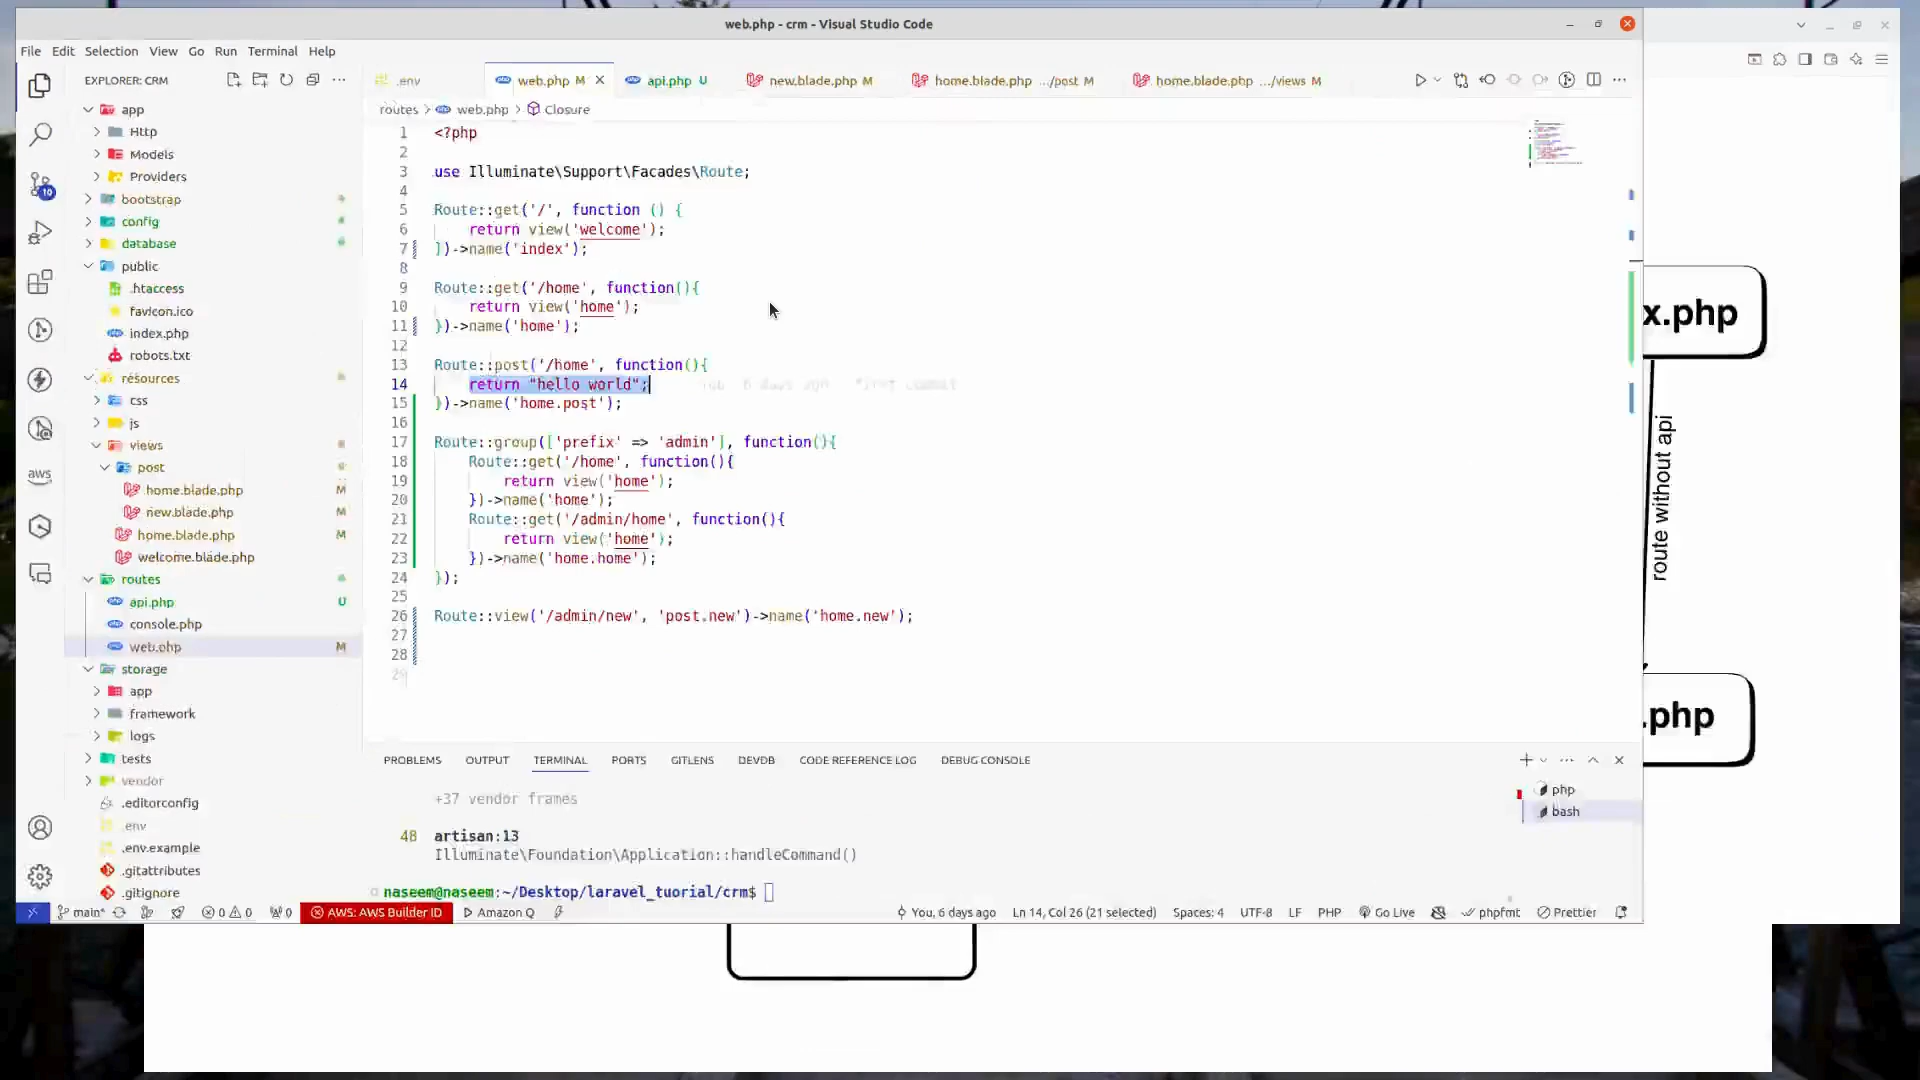 web.php - crm - Visual Studio Code
File Edit Selection View Go Run Terminal Help
EXPLORER: CRM
app
Http
Models
Providers
bootstrap
config
database
public
.htaccess
favicon.ico
index.php
robots.txt
resources
css
js
views
post
home.blade.php M
new.blade.php M
home.blade.php M
welcome.blade.php
routes
api.php U
console.php
web.php M
storage
app
framework
logs
tests
vendor
.editorconfig
.env
.env.example
.gitattributes
.gitignore
10
aws
.env web.php M api.php U new.blade.php M home.blade.php .../post M home.blade.php .../views M
routes > web.php > Closure
1 <?php
2
3 use Illuminate\Support\Facades\Route;
4
5 Route::get('/', function () {
6 return view('welcome');
7 })->name('index');
8
9 Route::get('/home', function(){
10 return view('home');
11 })->name('home');
12
13 Route::post('/home', function(){
14 return "hello world"; 6 days ago
15 })->name('home.post');
16
17 Route::group(['prefix' => 'admin'], function(){
18 Route::get('/home', function(){
19 return view('home');
20 })->name('home');
21 Route::get('/admin/home', function(){
22 return view('home');
23 })->name('home.home');
24 });
25
26 Route::view('/admin/new', 'post.new')->name('home.new');
27
28
29
PROBLEMS OUTPUT TERMINAL PORTS GITLENS DEVDB CODE REFERENCE LOG DEBUG CONSOLE
+37 vendor frames
48 artisan:13
Illuminate\Foundation\Application::handleCommand()
naseem@naseem:~/Desktop/laravel_tuorial/crm$
php
bash
main* 0 0 0 AWS: AWS Builder ID Amazon Q You, 6 days ago Ln 14, Col 26 (21 selected) Spaces: 4 UTF-8 LF PHP Go Live phpfmt Prettier
x.php
route without api
.php